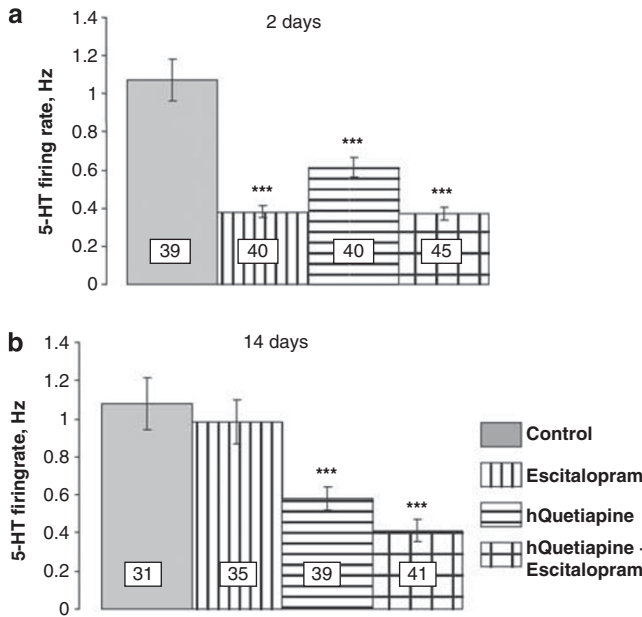 a
2 days
5-HT firing rate, Hz
1.4
1.2
1
0.8
0.6
0.4
0.2
0
***
***
***
39
40
40
45
b
14 days
5-HT firingrate, Hz
1.4
1.2
1
0.8
0.6
0.4
0.2
0
***
***
31
35
39
41
Control
Escitalopram
hQuetiapine
hQuetiapine -
Escitalopram